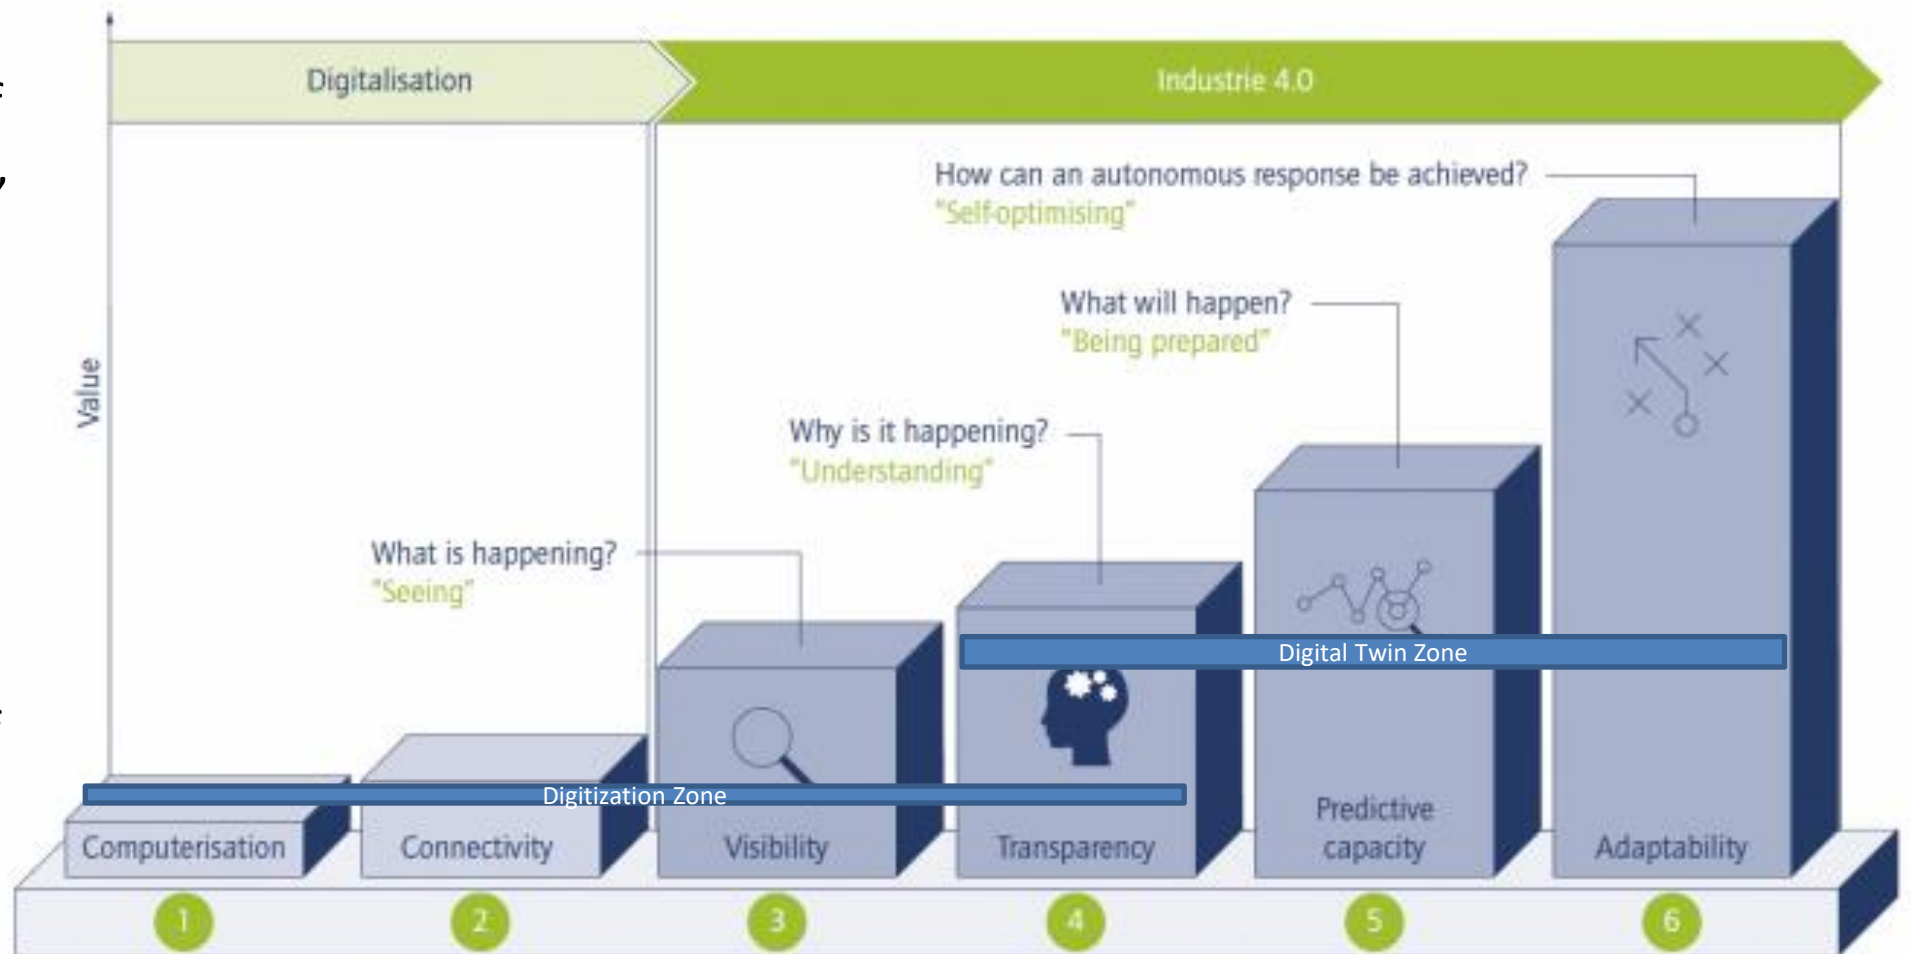 Digitalisation
Industrie 4.0
How can an autonomous response be achieved?
"Self-optimising"
What will happen?
"Being prepared"
Value
Why is it happening?
"Understanding"
What is happening?
"Seeing"
Digital Twin Zone
Digitization Zone
Computerisation
Connectivity
Visibility
Transparency
Predictive
capacity
Adaptability
1
2
3
4
5
6